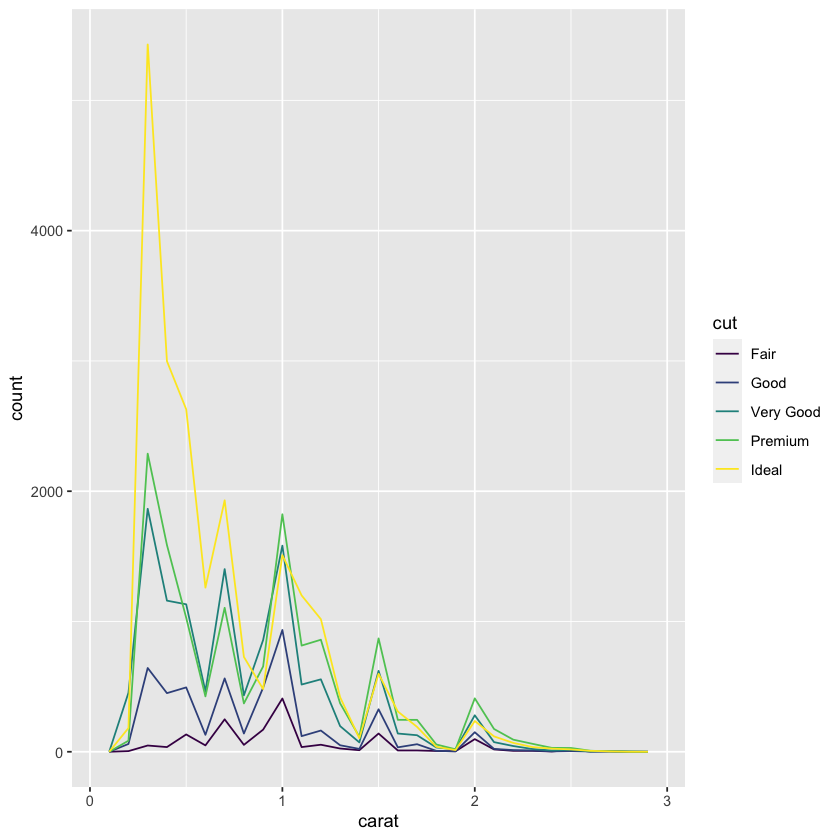 4000
2000
0
count
0 1 2 3
carat
cut
Fair
Good
Very Good
Premium
Ideal